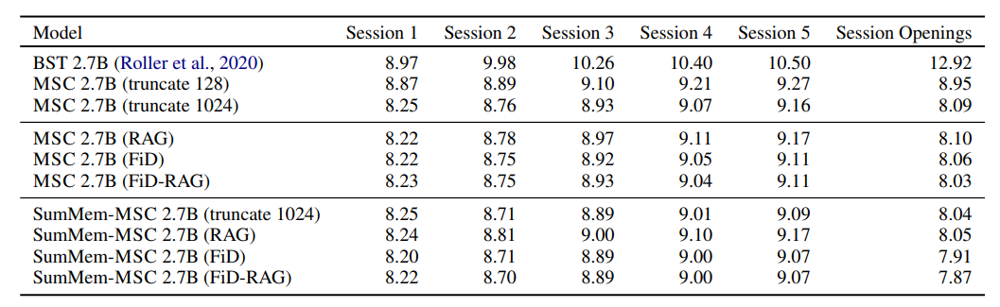 Model Session 1 Session 2 Session 3 Session 4 Session 5 Session Openings
BST 2.7B (Roller et al., 2020) 8.97 9.98 10.26 10.40 10.50 12.92
MSC 2.7B (truncate 128) 8.87 8.89 9.10 9.21 9.27 8.95
MSC 2.7B (truncate 1024) 8.25 8.76 8.93 9.07 9.16 8.09
MSC 2.7B (RAG) 8.22 8.78 8.97 9.11 9.17 8.10
MSC 2.7B (FiD) 8.22 8.75 8.92 9.05 9.11 8.06
MSC 2.7B (FiD-RAG) 8.23 8.75 8.93 9.04 9.11 8.03
SumMem-MSC 2.7B (truncate 1024) 8.25 8.71 8.89 9.01 9.09 8.04
SumMem-MSC 2.7B (RAG) 8.24 8.81 9.00 9.10 9.17 8.05
SumMem-MSC 2.7B (FiD) 8.20 8.71 8.89 9.00 9.07 7.91
SumMem-MSC 2.7B (FiD-RAG) 8.22 8.70 8.89 9.00 9.07 7.87